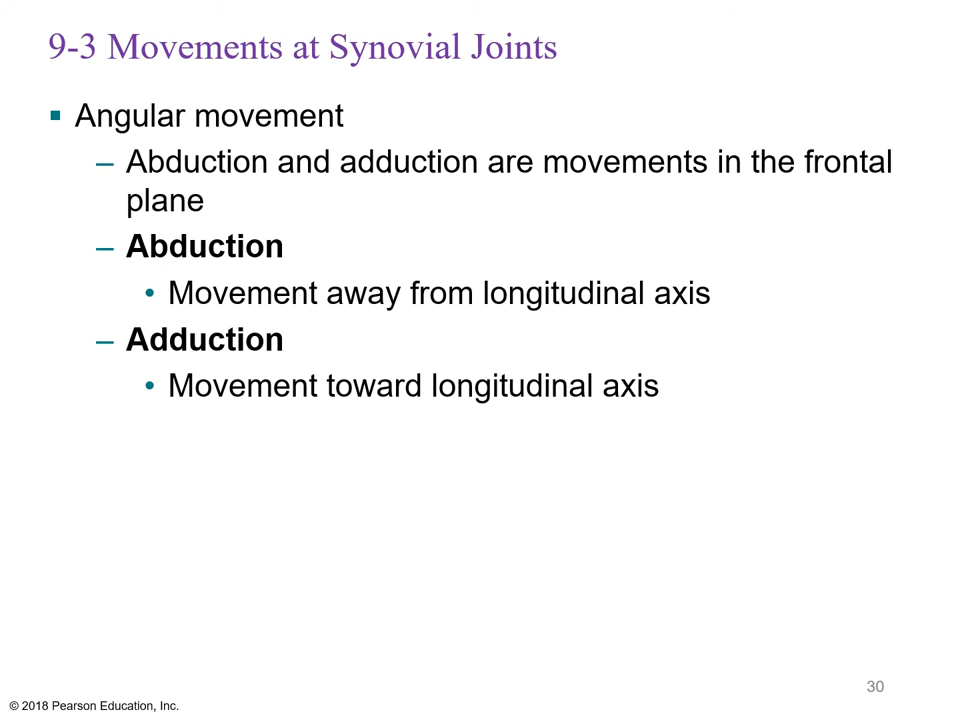 9-3 Movements at Synovial Joints
▪ Angular movement
– Abduction and adduction are movements in the frontal
plane
– Abduction
• Movement away from longitudinal axis
– Adduction
• Movement toward longitudinal axis
30
© 2018 Pearson Education, Inc.